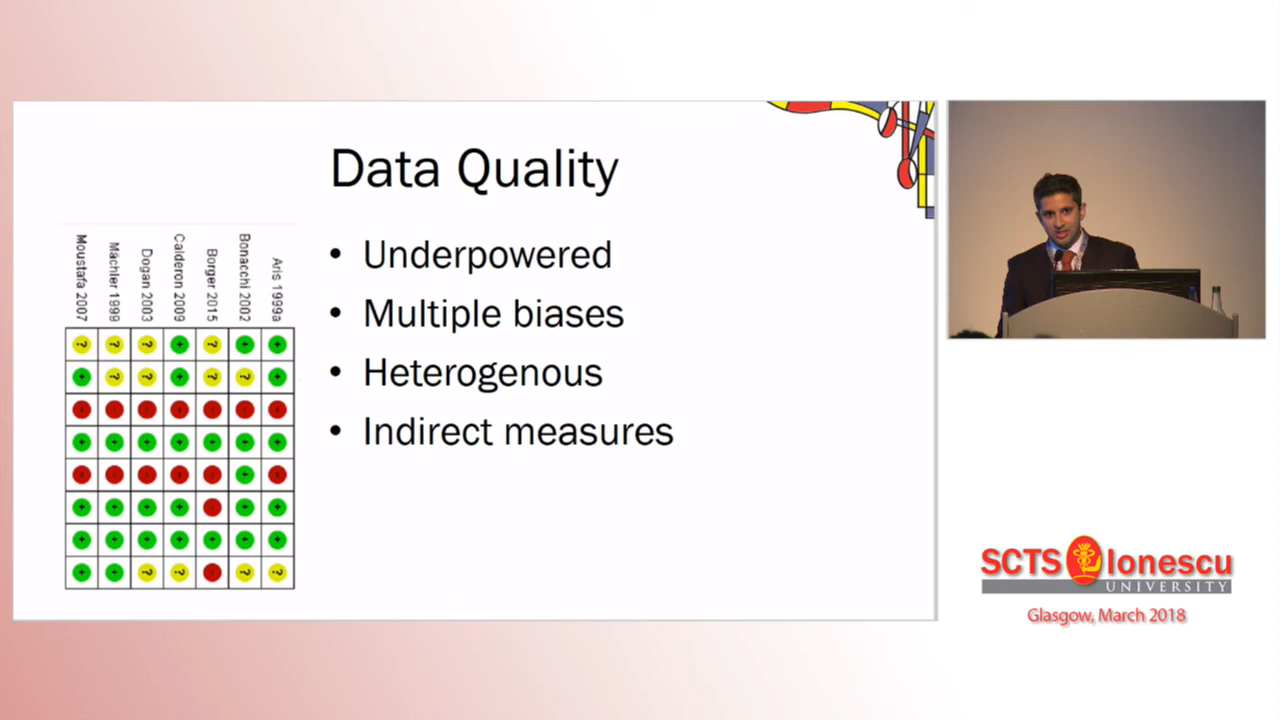 Data Quality
• Underpowered
• Multiple biases
• Heterogenous
• Indirect measures
Moustafa 2007
Mächler 1999
Dogan 2003
Calderon 2009
Borger 2015
Bonacchi 2002
Aris 1999a
? ? ? + ? + +
+ ? ? + ? ? +
- - - - - - -
+ + + + + + +
- - - - - + -
+ + + + - + +
+ + + + + + +
+ + ? ? - ? ?
SCTS Ionescu
UNIVERSITY
Glasgow, March 2018